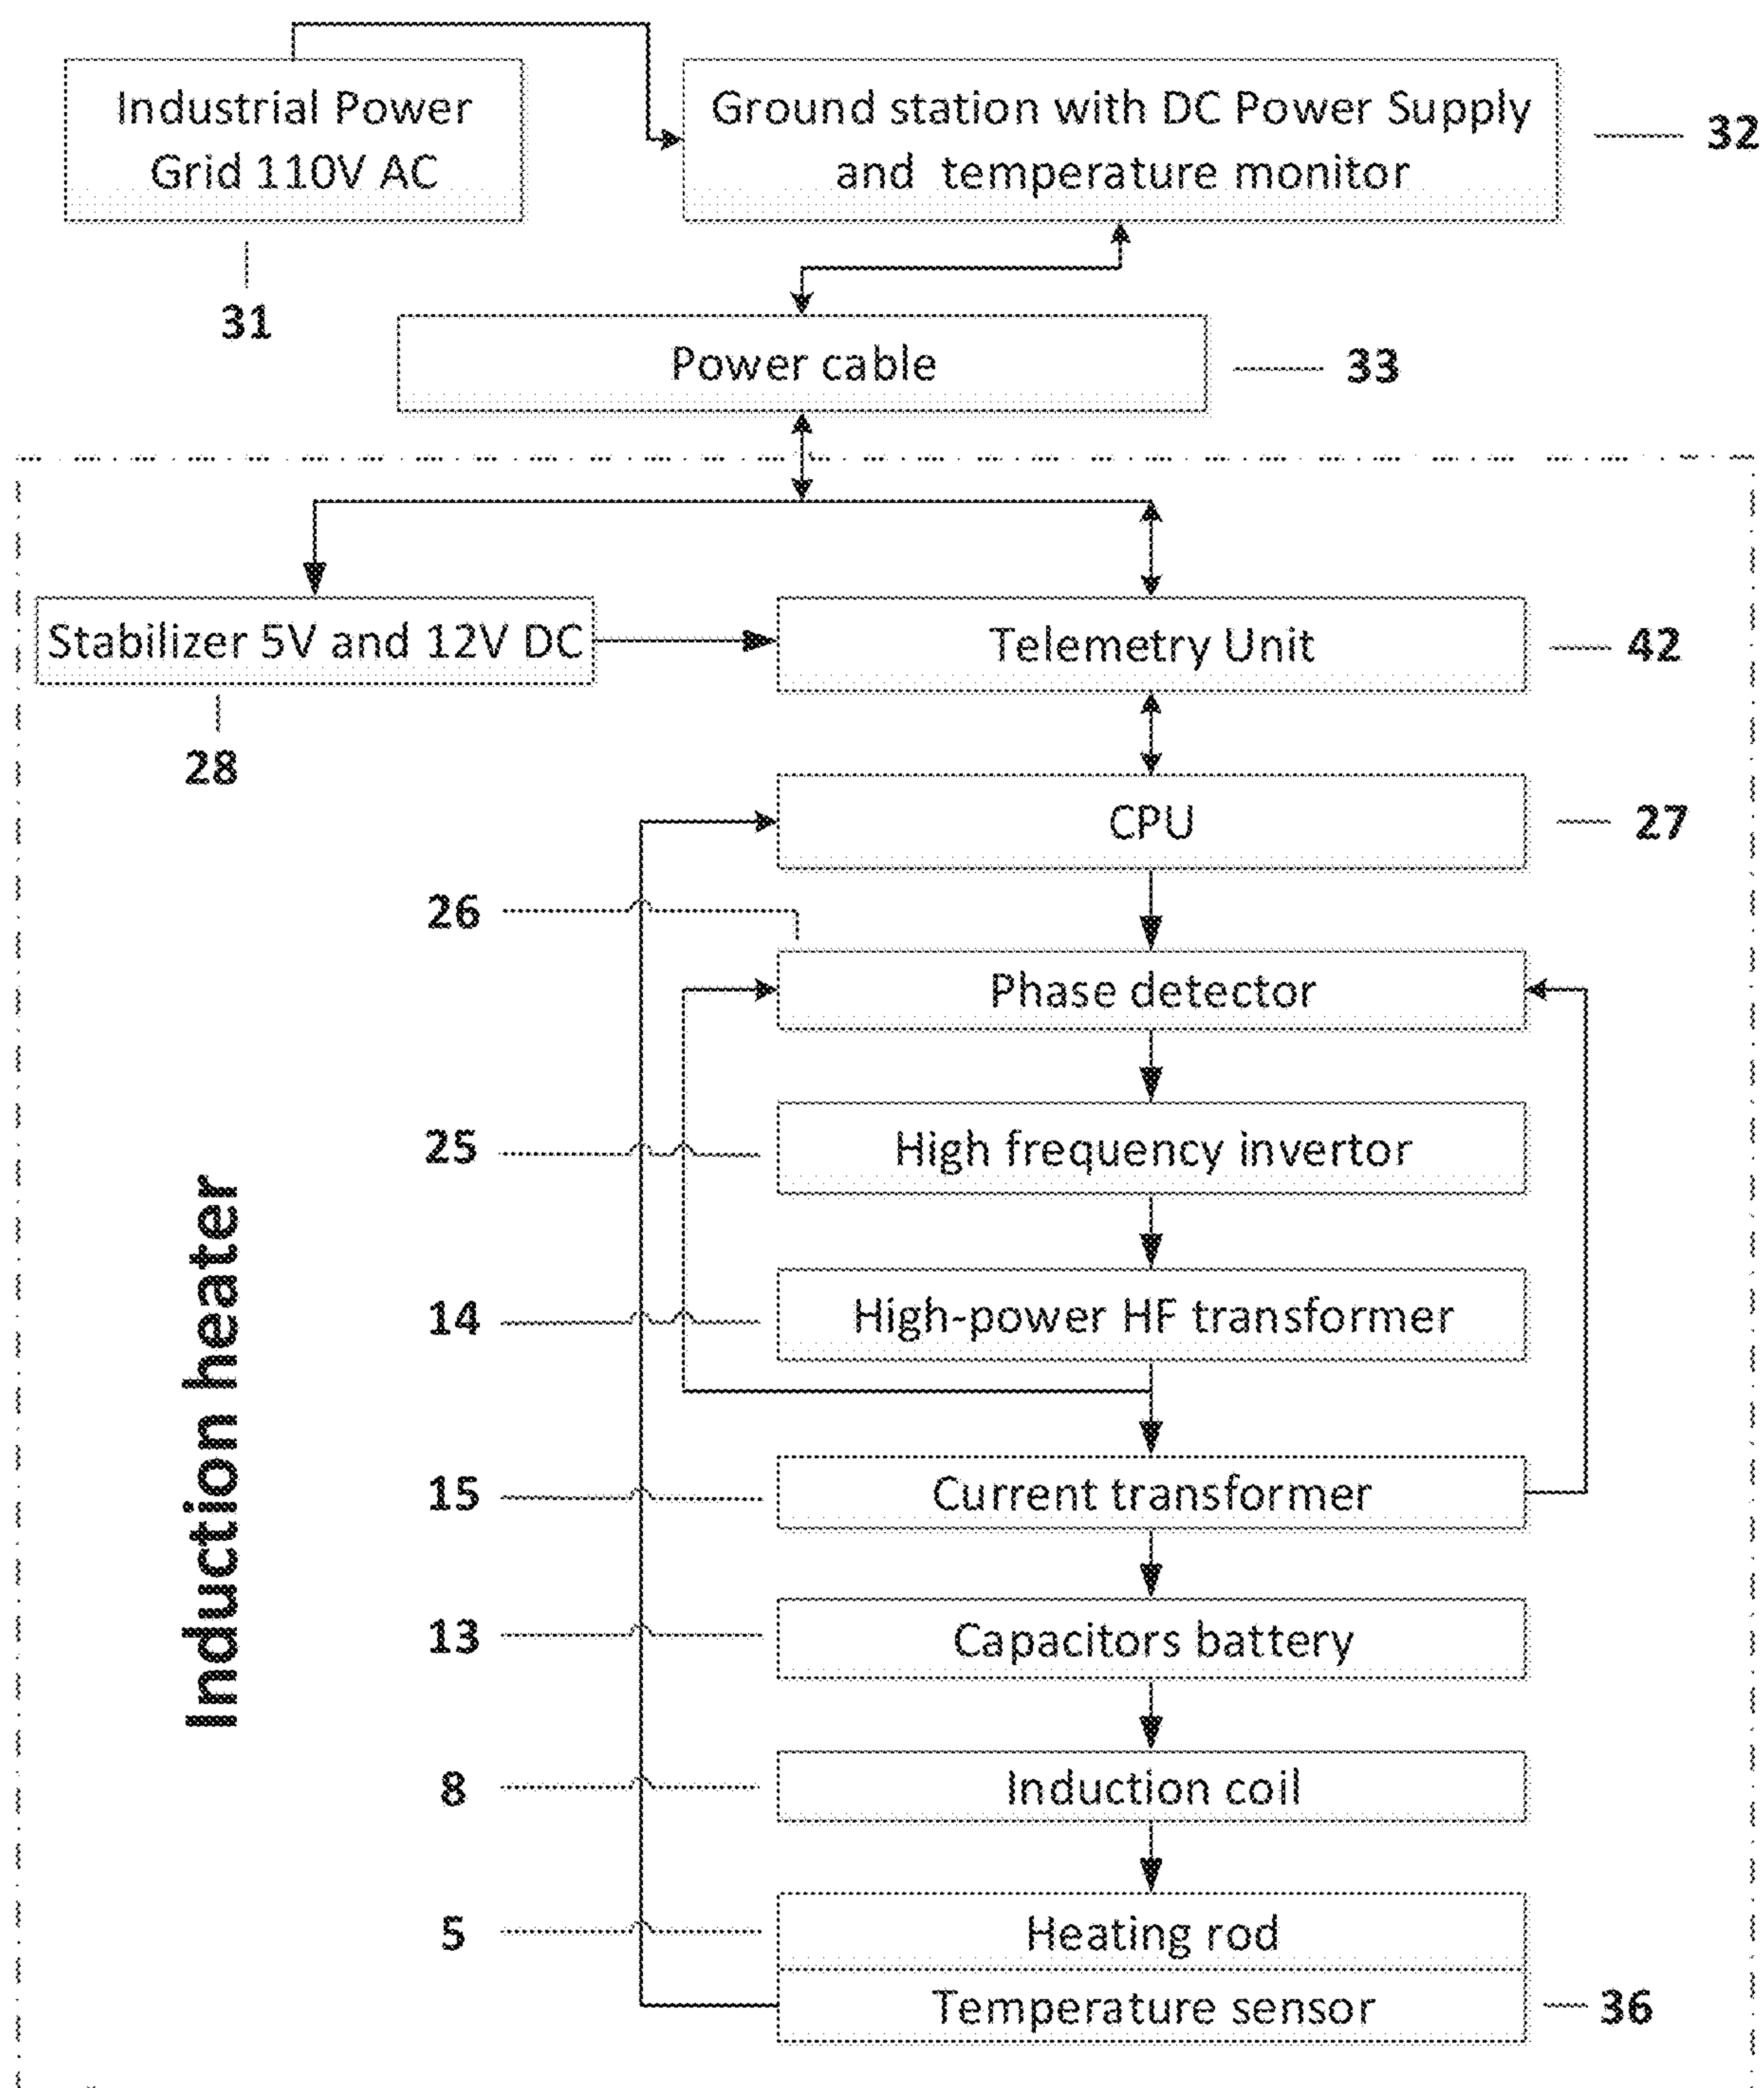 Industrial Power
Grid 110V AC
31
Ground station with DC Power Supply
and temperature monitor
32
Power cable
33
Stabilizer 5V and 12V DC
28
Telemetry Unit
42
CPU
27
26
Phase detector
25
High frequency invertor
14
High-power HF transformer
15
Current transformer
13
Capacitors battery
8
Induction coil
5
Heating rod
Temperature sensor
36
Induction heater